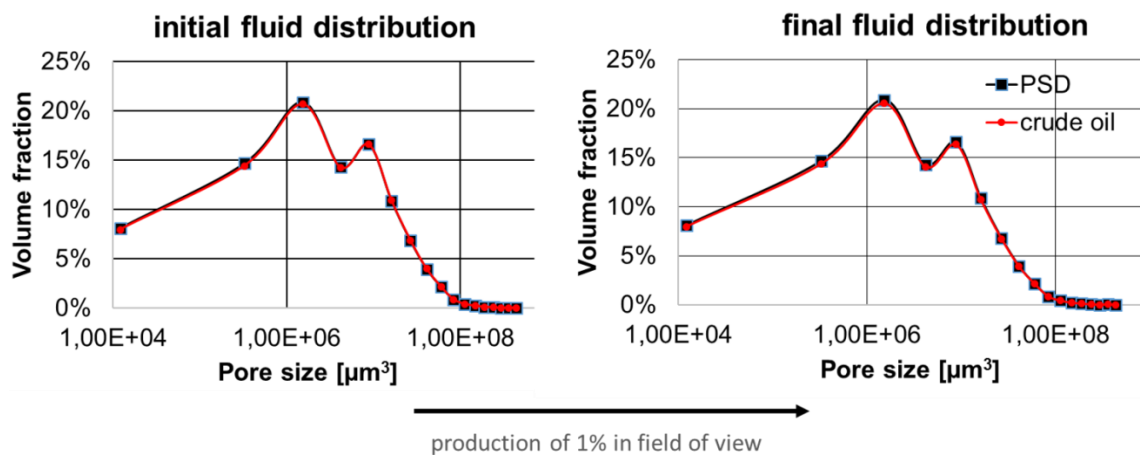 initial fluid distribution
25%
20%
15%
10%
5%
0%
Volume fraction
1,00E+04
1,00E+06
1,00E+08
Pore size [µm³]
final fluid distribution
25%
20%
15%
10%
5%
0%
Volume fraction
PSD
crude oil
1,00E+04
1,00E+06
1,00E+08
Pore size [µm³]
production of 1% in field of view